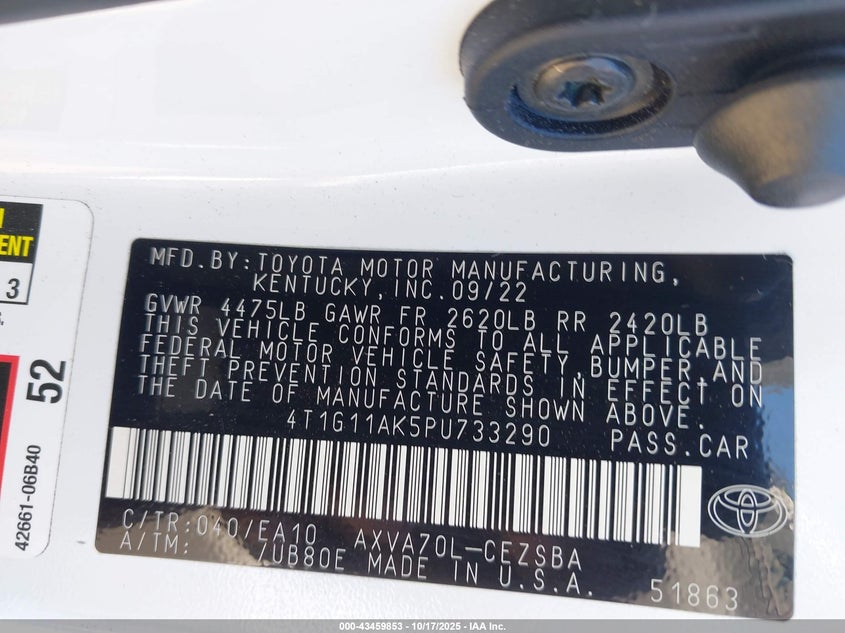 MFD.BY:TOYOTA MOTOR MANUFACTURING,
KENTUCKY, INC. 09/22
GVWR 4475LB GAWR FR 2620LB RR 2420LB
THIS VEHICLE CONFORMS TO ALL APPLICABLE
FEDERAL MOTOR VEHICLE SAFETY, BUMPER, AND
THEFT PREVENTION STANDARDS IN EFFECT ON
THE DATE OF MANUFACTURE SHOWN ABOVE.
4T1G11AK5PU733290 PASS.CAR
C/TR:040/EA10 AXVA70L-CEZSBA
A/TM: /UB80E MADE IN U.S.A. 51863
3
52
42661-06B40
000-43459853 | 10/17/2025 | IAA Inc.